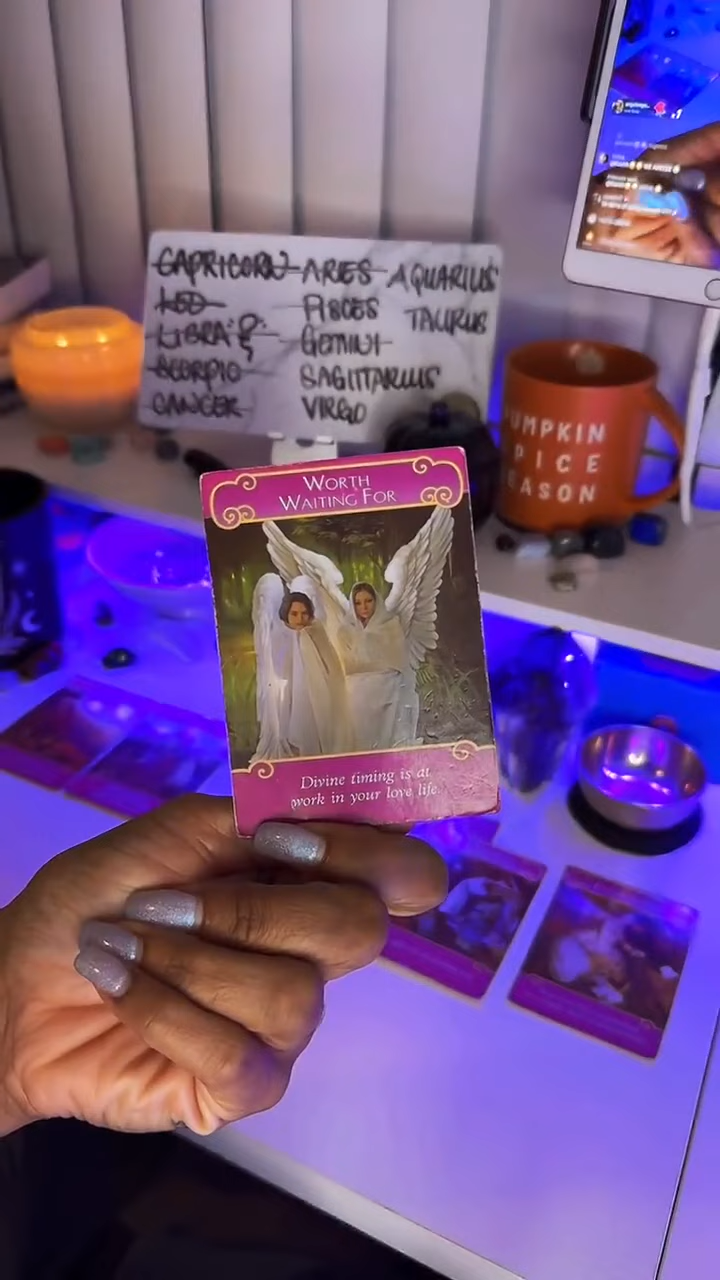 CAPRICORN ARIES AQUARIUS
LEO PISCES TAURUS
LIBRA GEMINI
SCORPIO SAGITTARIUS
CANCER VIRGO
PUMPKIN
SPICE
SEASON
WORTH
WAITING FOR
Divine timing is at
work in your love life.